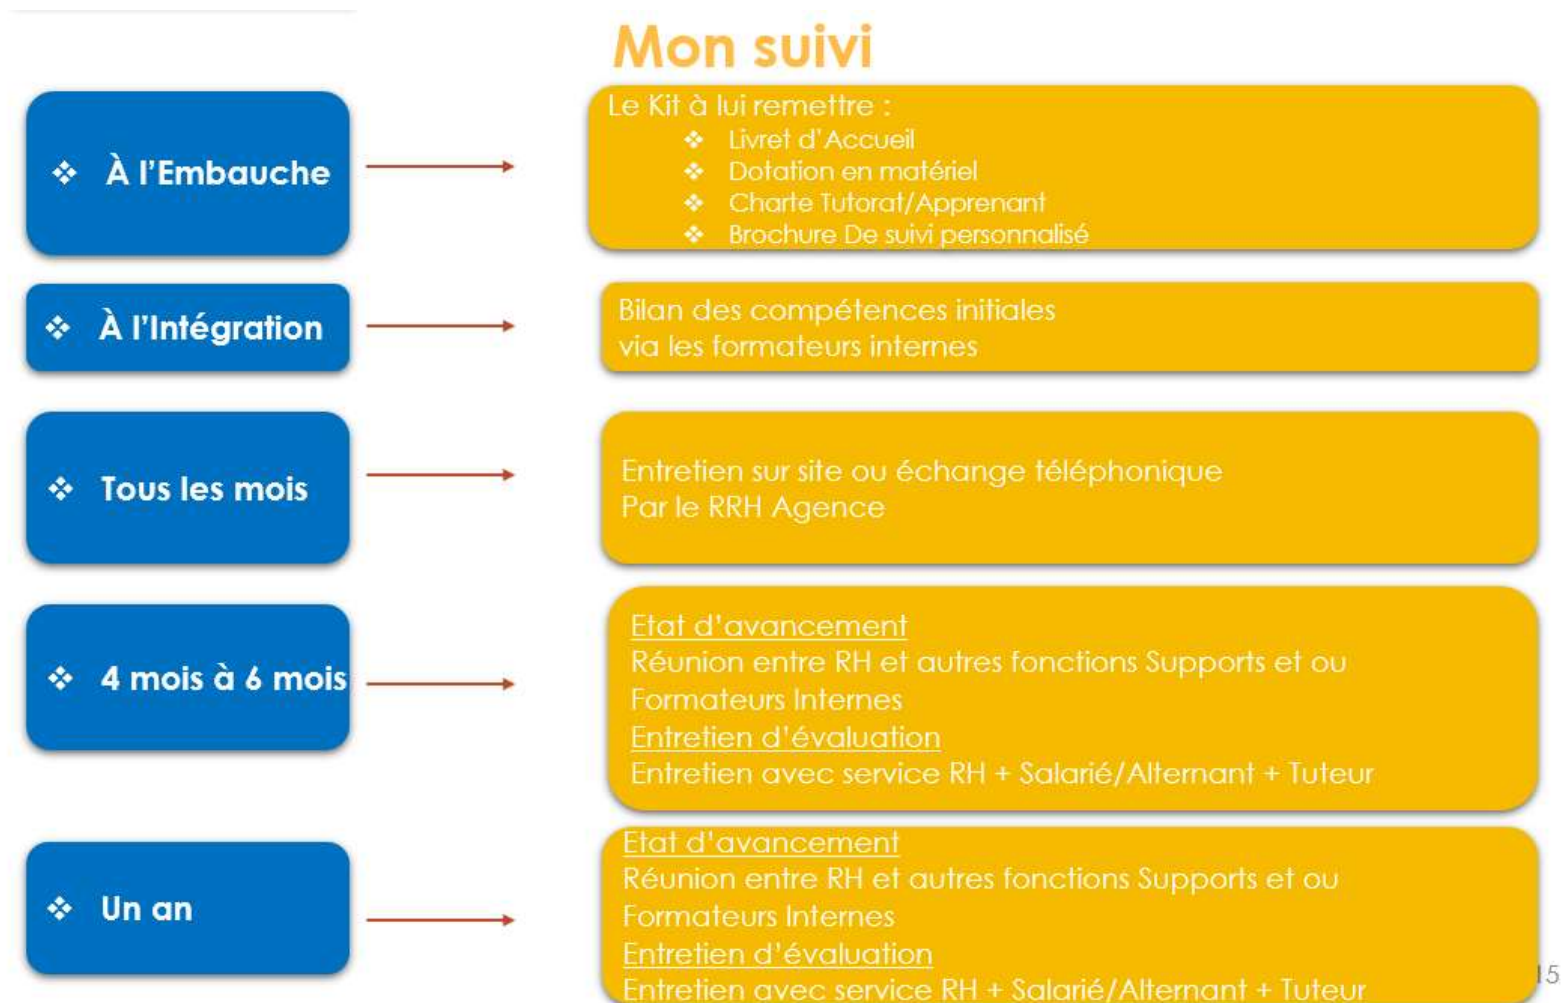 Mon suivi
❖ À l'Embauche
Le Kit à lui remettre :
❖ Livret d'Accueil
❖ Dotation en matériel
❖ Charte Tutorat/Apprenant
❖ Brochure De suivi personnalisé
❖ À l'Intégration
Bilan des compétences initiales
via les formateurs internes
❖ Tous les mois
Entretien sur site ou échange téléphonique
Par le RRH Agence
❖ 4 mois à 6 mois
Etat d'avancement
Réunion entre RH et autres fonctions Supports et ou
Formateurs Internes
Entretien d'évaluation
Entretien avec service RH + Salarié/Alternant + Tuteur
❖ Un an
Etat d'avancement
Réunion entre RH et autres fonctions Supports et ou
Formateurs Internes
Entretien d'évaluation
Entretien avec service RH + Salarié/Alternant + Tuteur
15